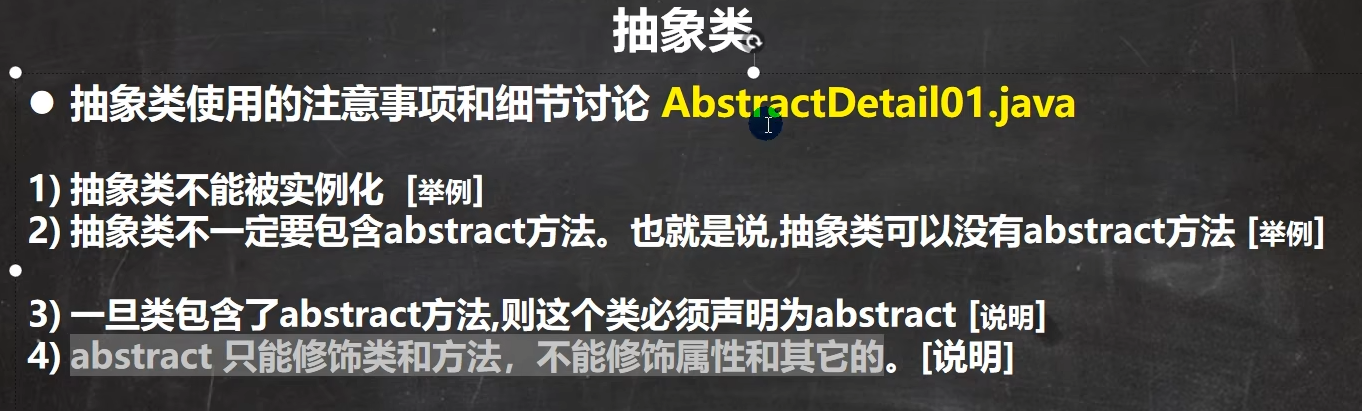 抽象类
● 抽象类使用的注意事项和细节讨论 AbstractDetail01.java
1) 抽象类不能被实例化 [举例]
2) 抽象类不一定要包含abstract方法。也就是说,抽象类可以没有abstract方法 [举例]
3) 一旦类包含了abstract方法,则这个类必须声明为abstract [说明]
4) abstract 只能修饰类和方法，不能修饰属性和其它的。[说明]